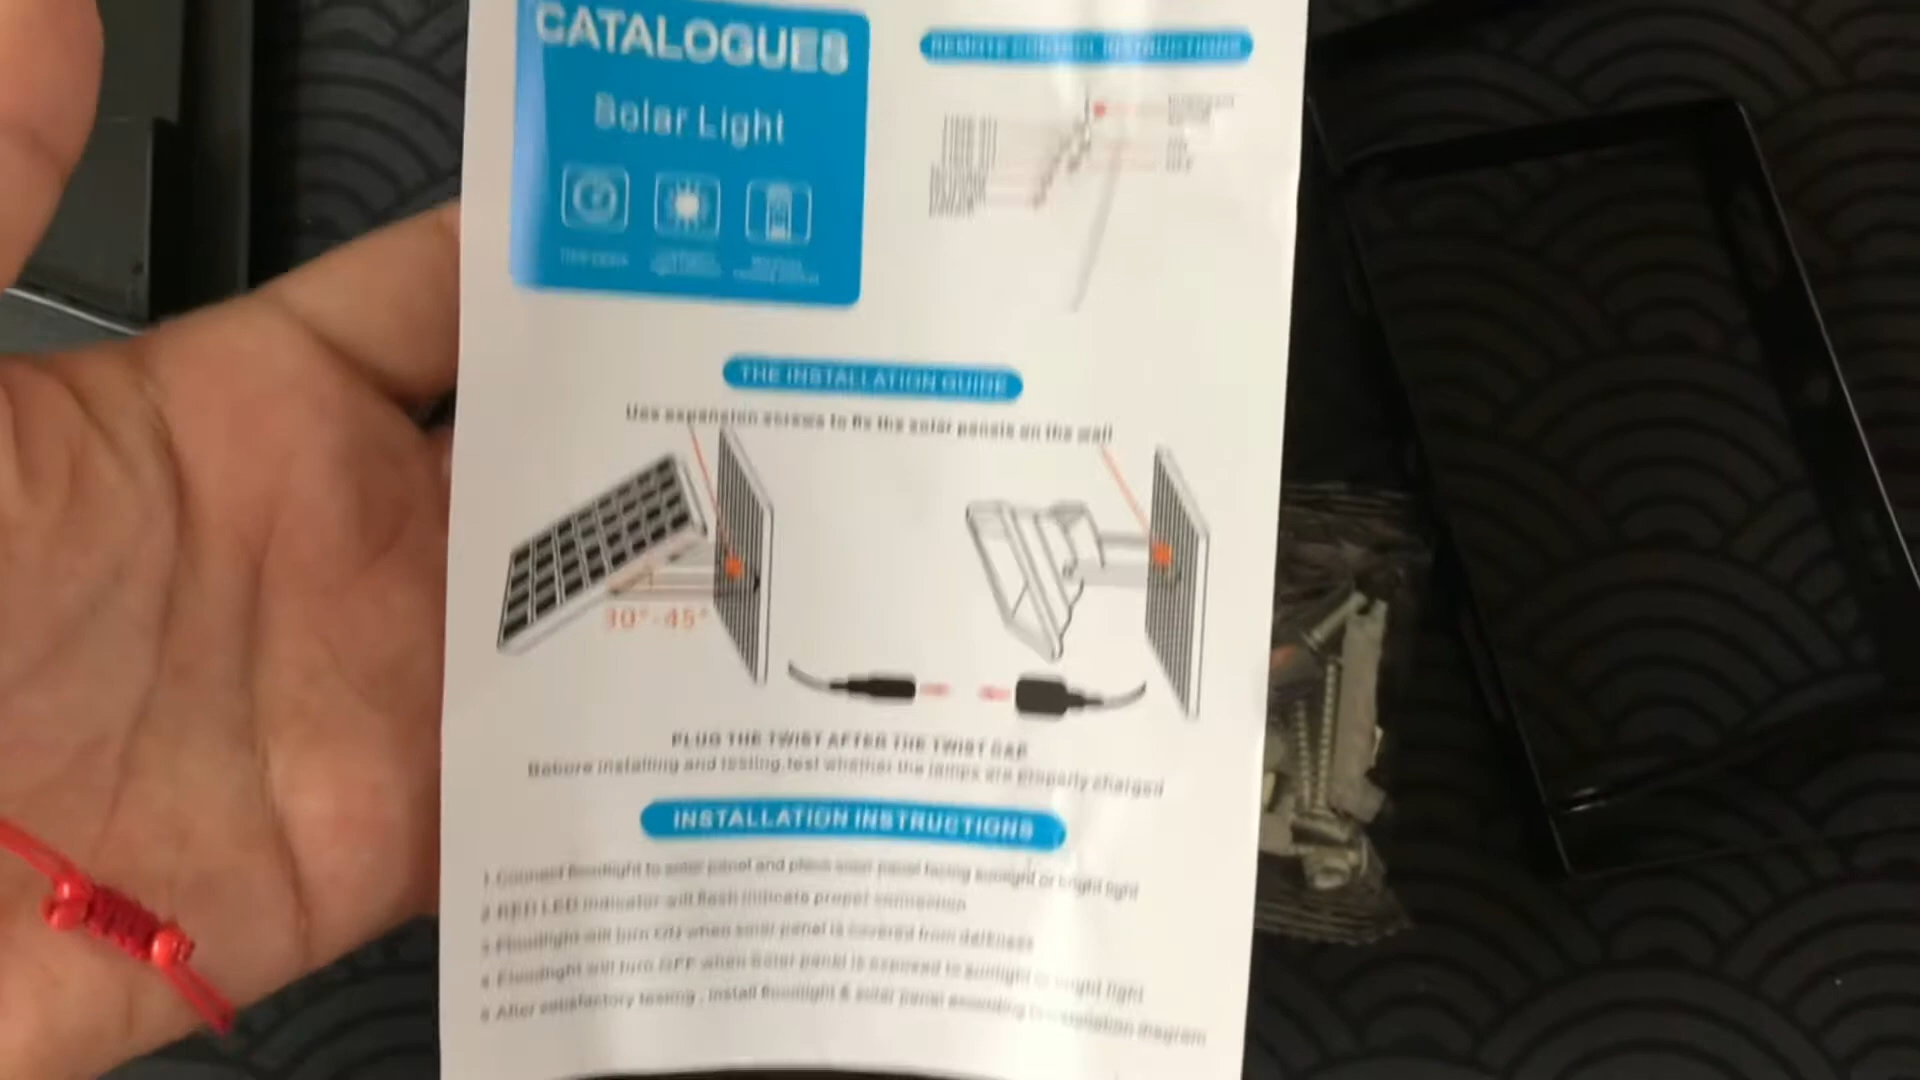 CATALOGUES
Solar Light
REMOTE CONTROL INSTRUCTIONS
THE INSTALLATION GUIDE
Use expansion screws to fix the solar panels on the wall
30°-45°
PLUG THE TWIST AFTER THE TWIST CAP
Before installing and testing,test whether the lamps are properly charged
INSTALLATION INSTRUCTIONS
1 Connect floodlight to solar panel and place solar panel facing sunlight or bright light
2 RED LED indicator will flash indicate proper connection
3 Floodlight will turn ON when solar panel is covered from darkness
4 Floodlight will turn OFF when Solar panel is exposed to sunlight or bright light
5 After satisfactory testing , install floodlight & solar panel according installation diagram